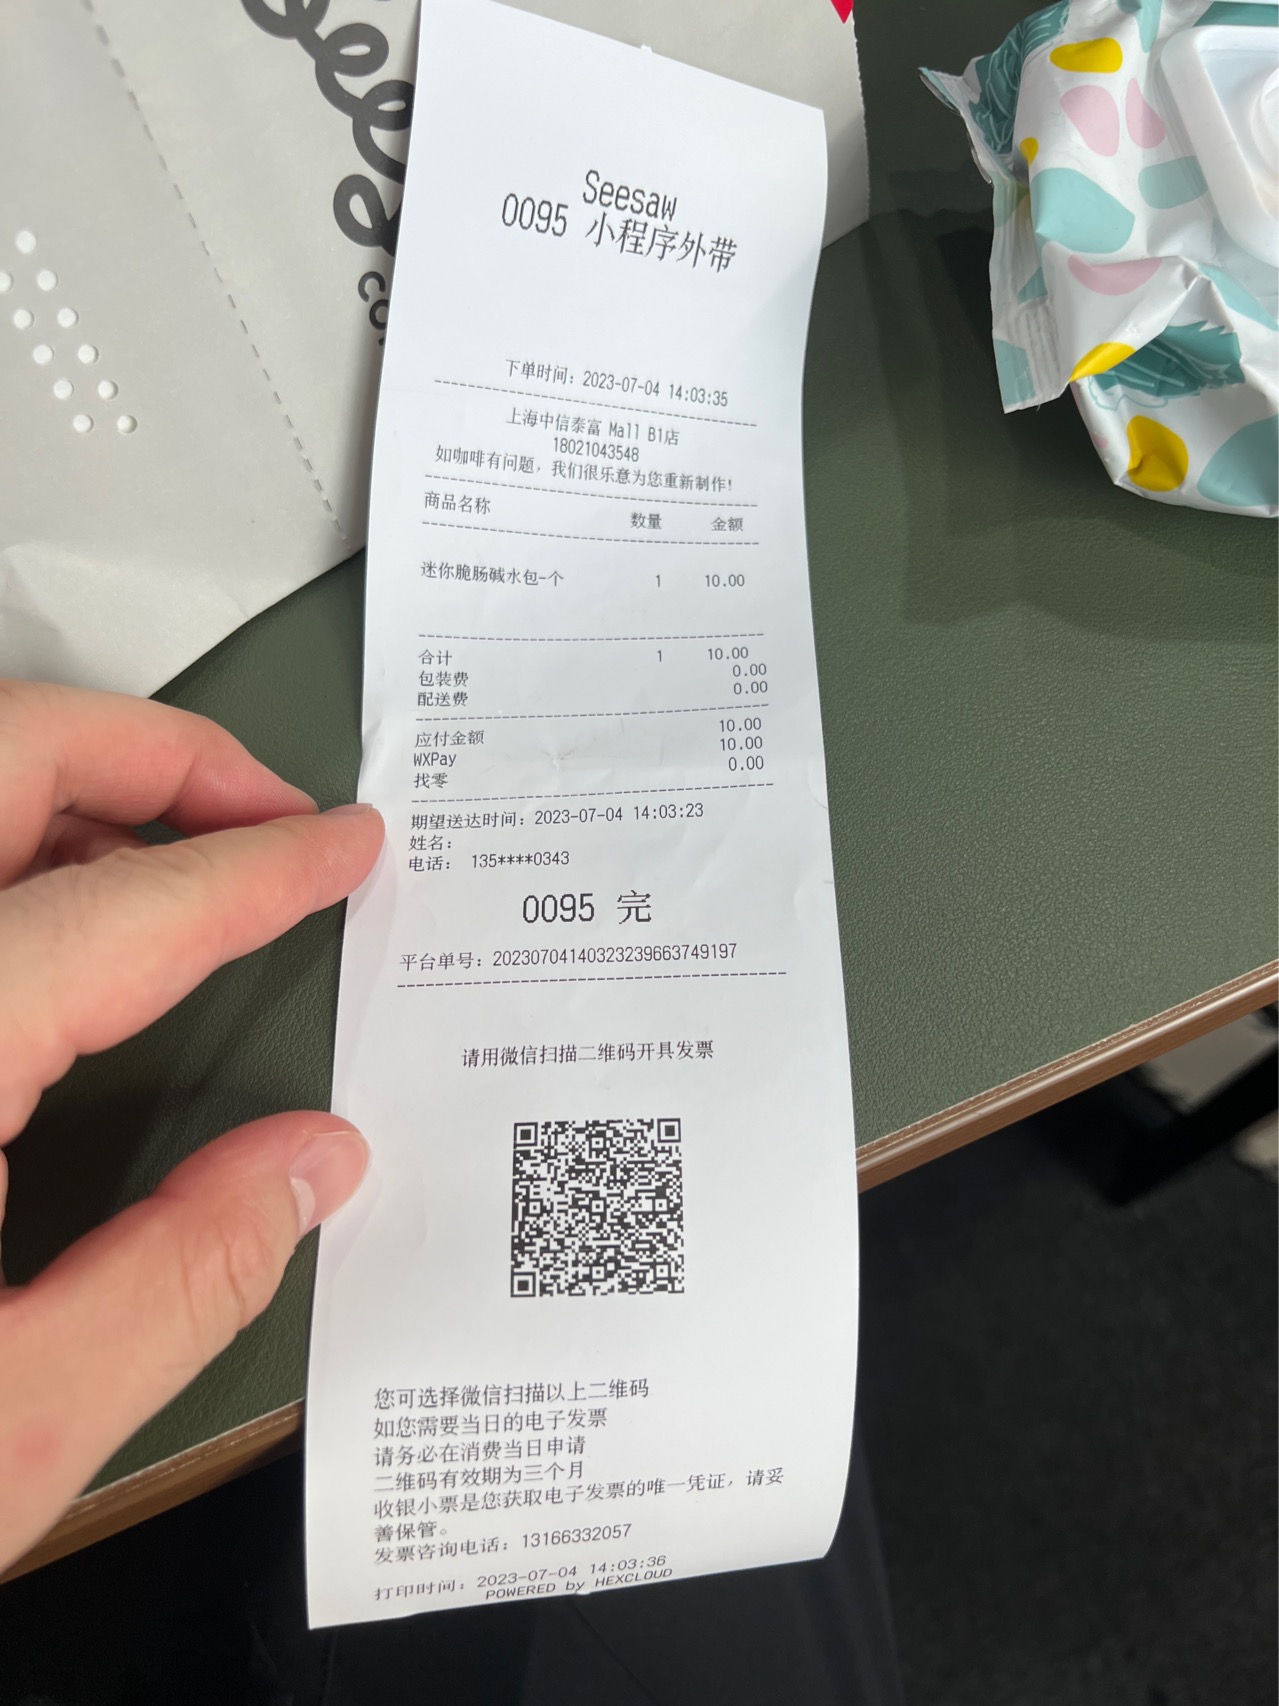 Seesaw
0095 小程序外带
下单时间：2023-07-04 14:03:35
上海中信泰富 Mall B1店
18021043548
如咖啡有问题，我们很乐意为您重新制作！
商品名称 数量 金额
迷你脆肠碱水包-个 1 10.00
合计 1 10.00
包装费 0.00
配送费 0.00
应付金额 10.00
WXPay 10.00
找零 0.00
期望送达时间：2023-07-04 14:03:23
姓名：
电话： 135****0343
0095 完
平台单号：20230704140323239663749197
请用微信扫描二维码开具发票
您可选择微信扫描以上二维码
如您需要当日的电子发票
请务必在消费当日申请
二维码有效期为三个月
收银小票是您获取电子发票的唯一凭证，请妥
善保管。
发票咨询电话：13166332057
打印时间：2023-07-04 14:03:36
POWERED by HEXCLOUD